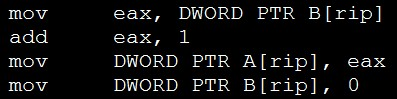 mov eax, DWORD PTR B[rip]
add eax, 1
mov DWORD PTR A[rip], eax
mov DWORD PTR B[rip], 0